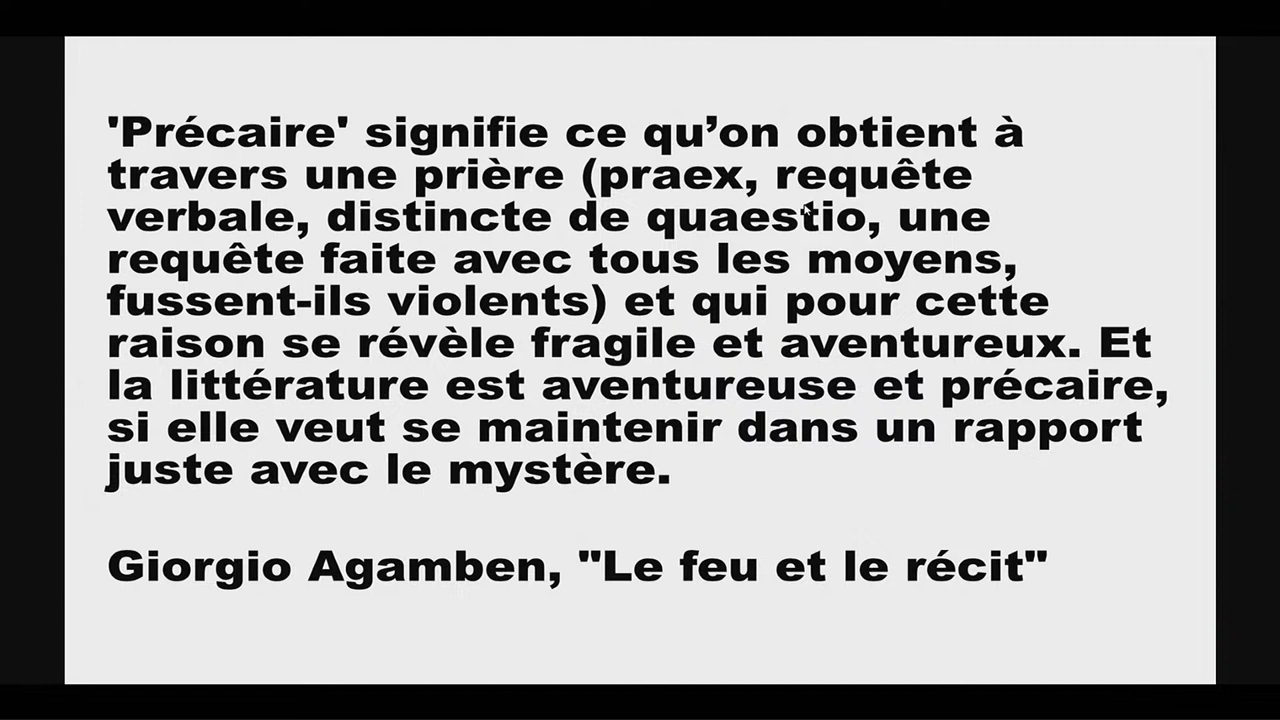 'Précaire' signifie ce qu’on obtient à
travers une prière (praex, requête
verbale, distincte de quaestio, une
requête faite avec tous les moyens,
fussent-ils violents) et qui pour cette
raison se révèle fragile et aventureux. Et
la littérature est aventureuse et précaire,
si elle veut se maintenir dans un rapport
juste avec le mystère.
Giorgio Agamben, "Le feu et le récit"